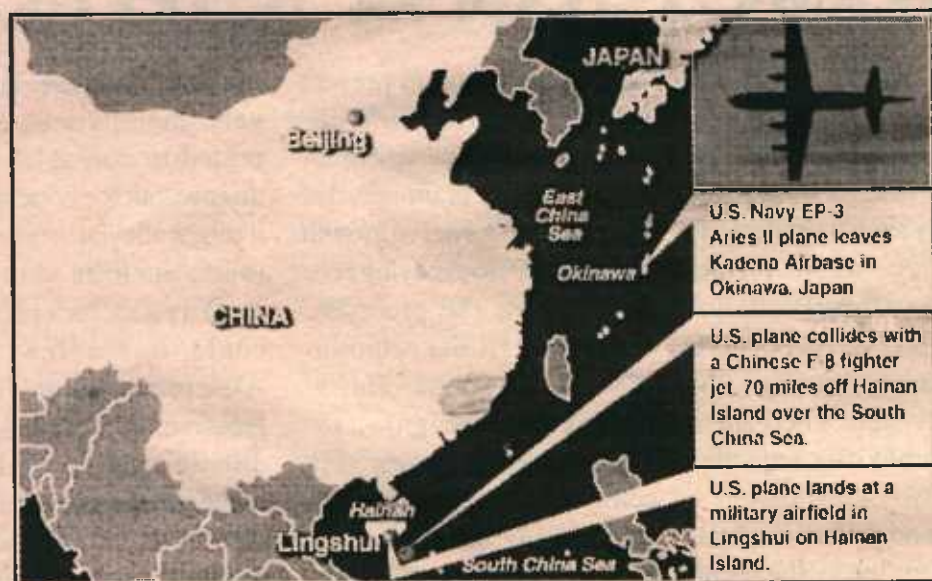 JAPAN
Beijing
East
China
Sea
Okinawa
CHINA
Hainan
Lingshui
South China Sea
U.S. Navy EP-3
Aries II plane leaves
Kadena Airbase in
Okinawa, Japan
U.S. plane collides with
a Chinese F-8 fighter
jet 70 miles off Hainan
Island over the South
China Sea.
U.S. plane lands at a
military airfield in
Lingshui on Hainan
Island.